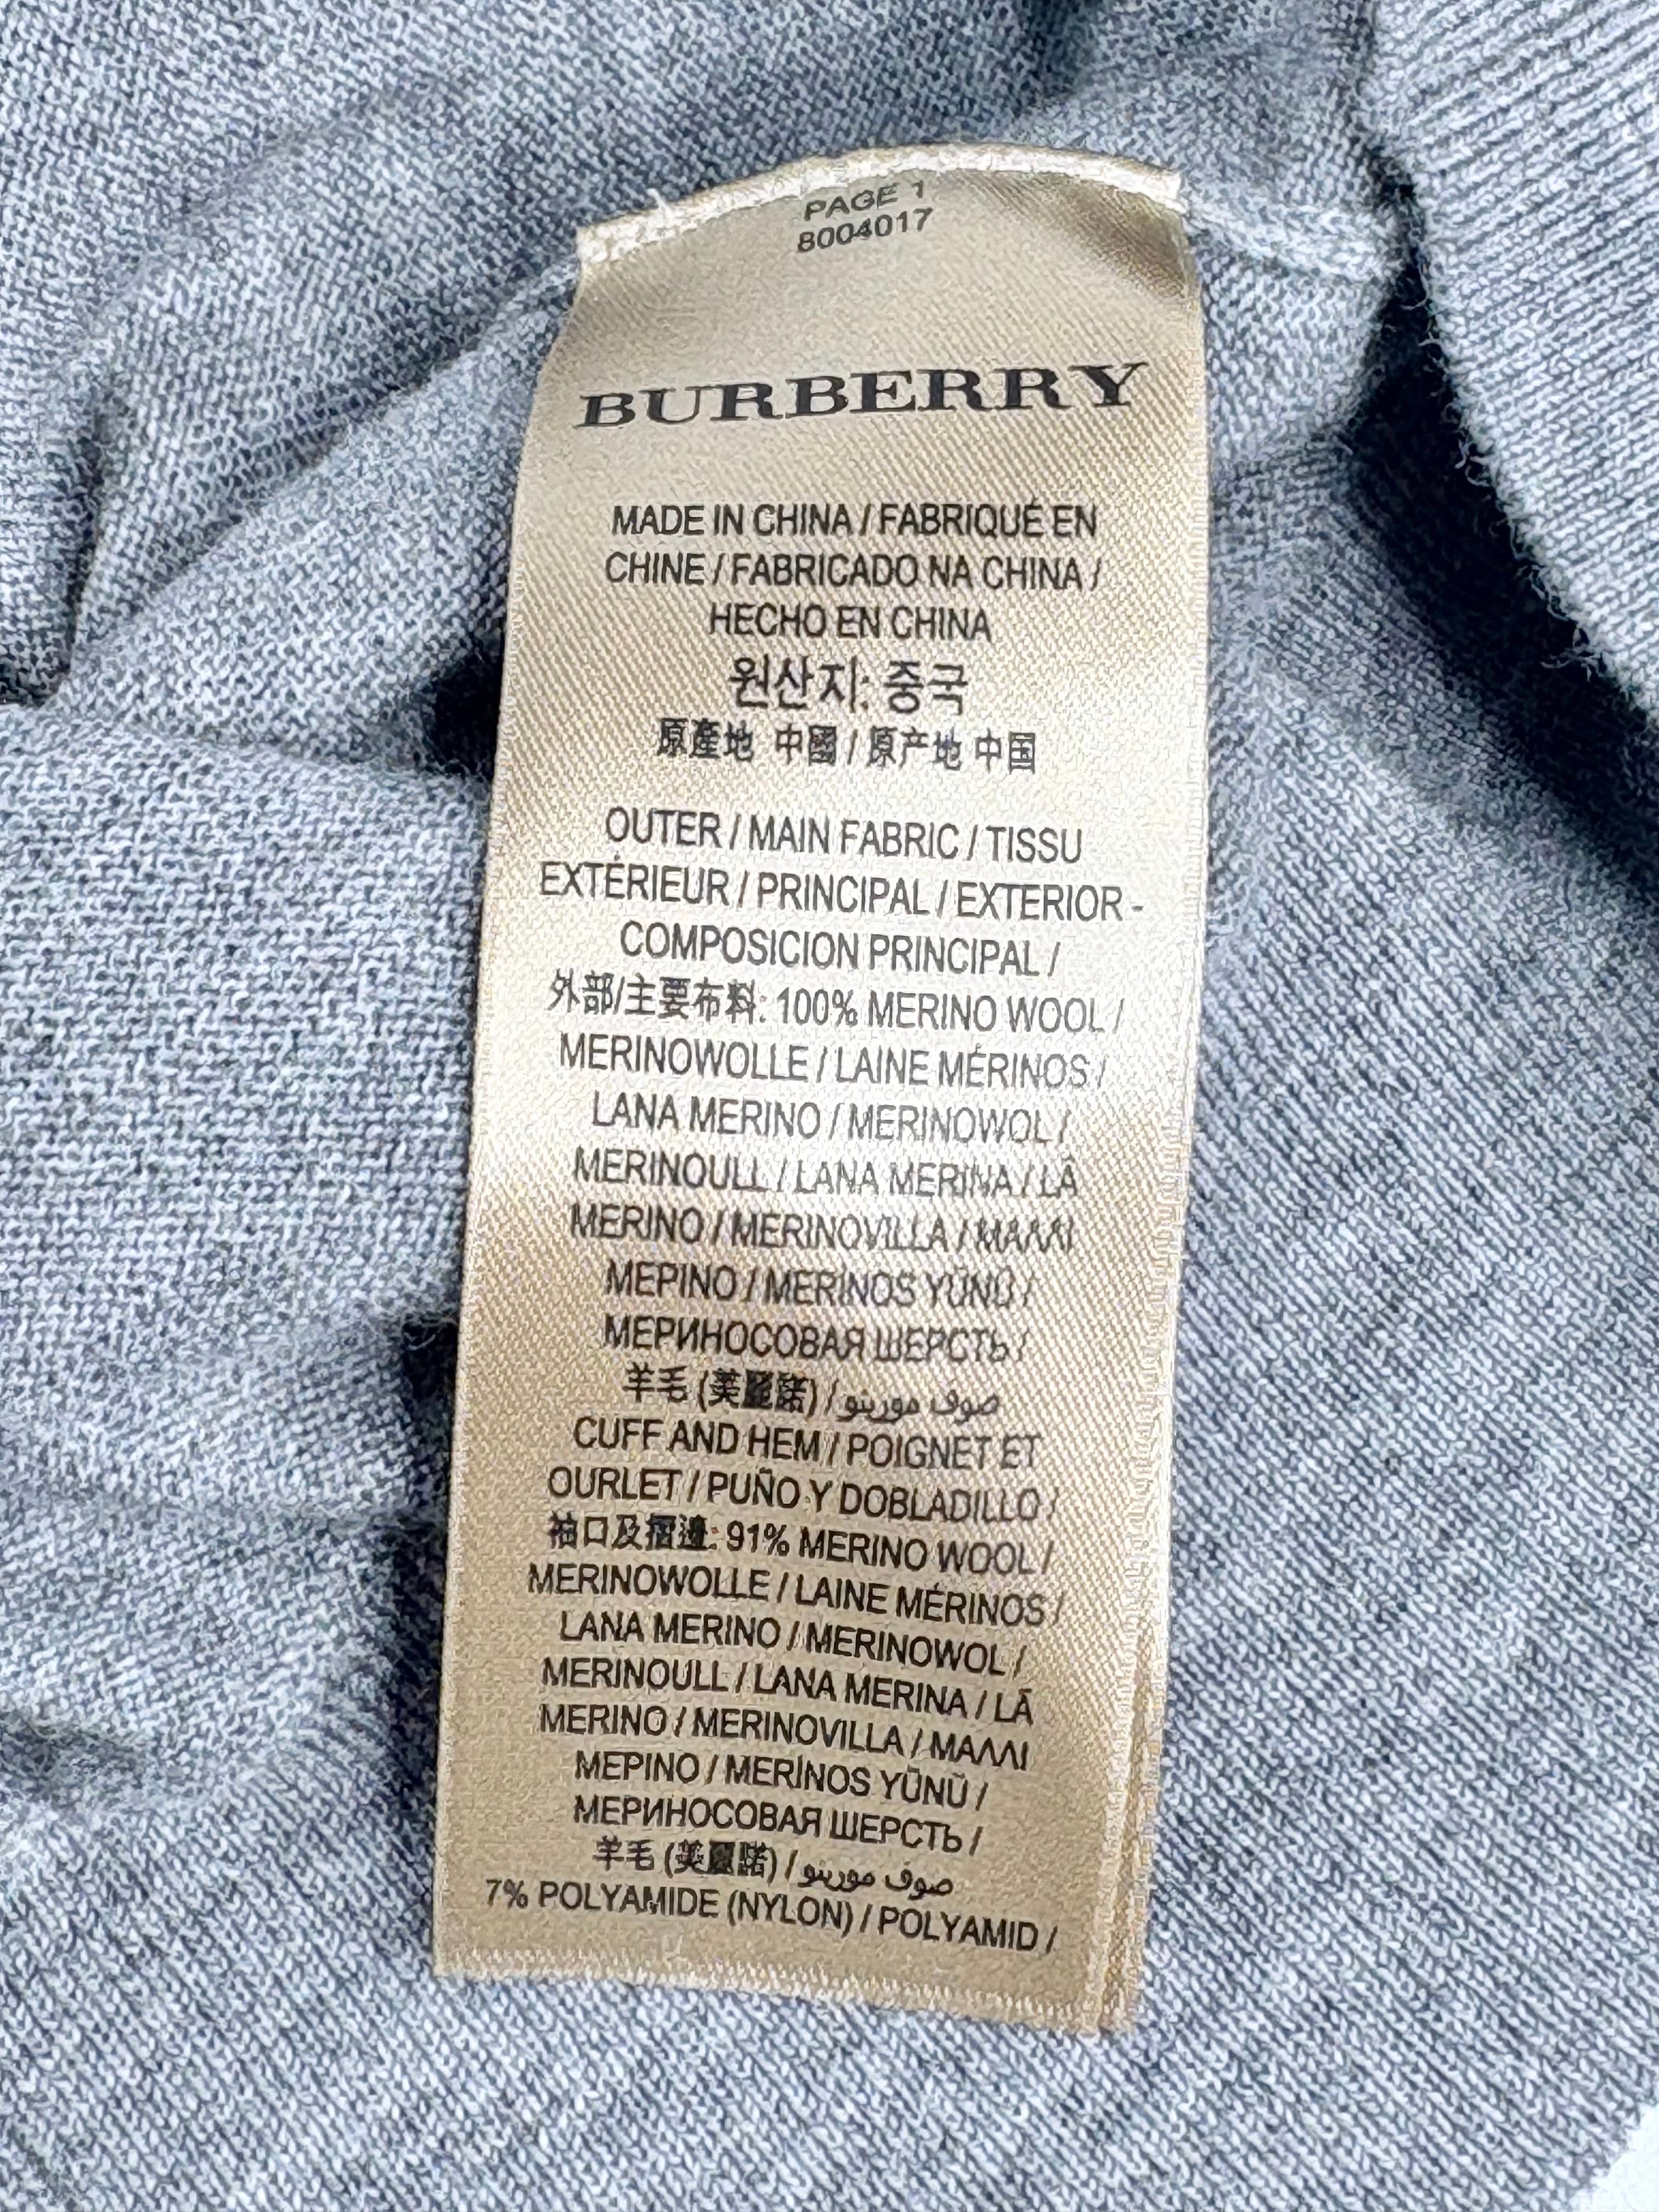 PAGE 1
8004017
BURBERRY
MADE IN CHINA / FABRIQUÉ EN
CHINE / FABRICADO NA CHINA /
HECHO EN CHINA
원산지: 중국
原產地 中國 / 原产地 中国
OUTER / MAIN FABRIC / TISSU
EXTÉRIEUR / PRINCIPAL / EXTERIOR -
COMPOSICION PRINCIPAL /
外部/主要布料: 100% MERINO WOOL /
MERINOWOLLE / LAINE MÉRINOS /
LANA MERINO / MERINOWOL /
MERINOULL / LANA MERINA / LÃ
MERINO / MERINOVILLA / ΜΑΛΛΙ
ΜΕΡΙΝΟ / MERİNOS YÜNÜ /
МЕРИНОСОВАЯ ШЕРСТЬ /
羊毛 (美麗諾) / صوف مورينو
CUFF AND HEM / POIGNET ET
OURLET / PUÑO Y DOBLADILLO /
袖口及摺邊: 91% MERINO WOOL /
MERINOWOLLE / LAINE MÉRINOS /
LANA MERINO / MERINOWOL /
MERINOULL / LANA MERINA / LÃ
MERINO / MERINOVILLA / ΜΑΛΛΙ
ΜΕΡΙΝΟ / MERİNOS YÜNÜ /
МЕРИНОСОВАЯ ШЕРСТЬ /
羊毛 (美麗諾) / صوف مورينو
7% POLYAMIDE (NYLON) / POLYAMID /